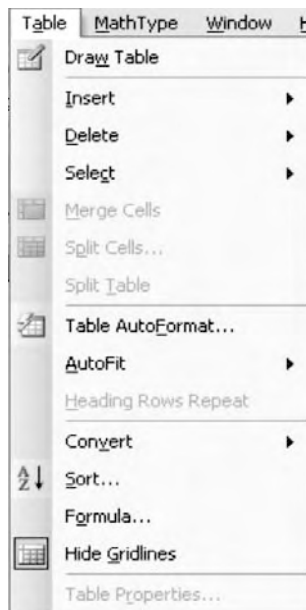 Table MathType Window
Draw Table
Insert
Delete
Select
Merge Cells
Split Cells...
Split Table
Table AutoFormat...
AutoFit
Heading Rows Repeat
Convert
A
Z
Sort...
Formula...
Hide Gridlines
Table Properties...